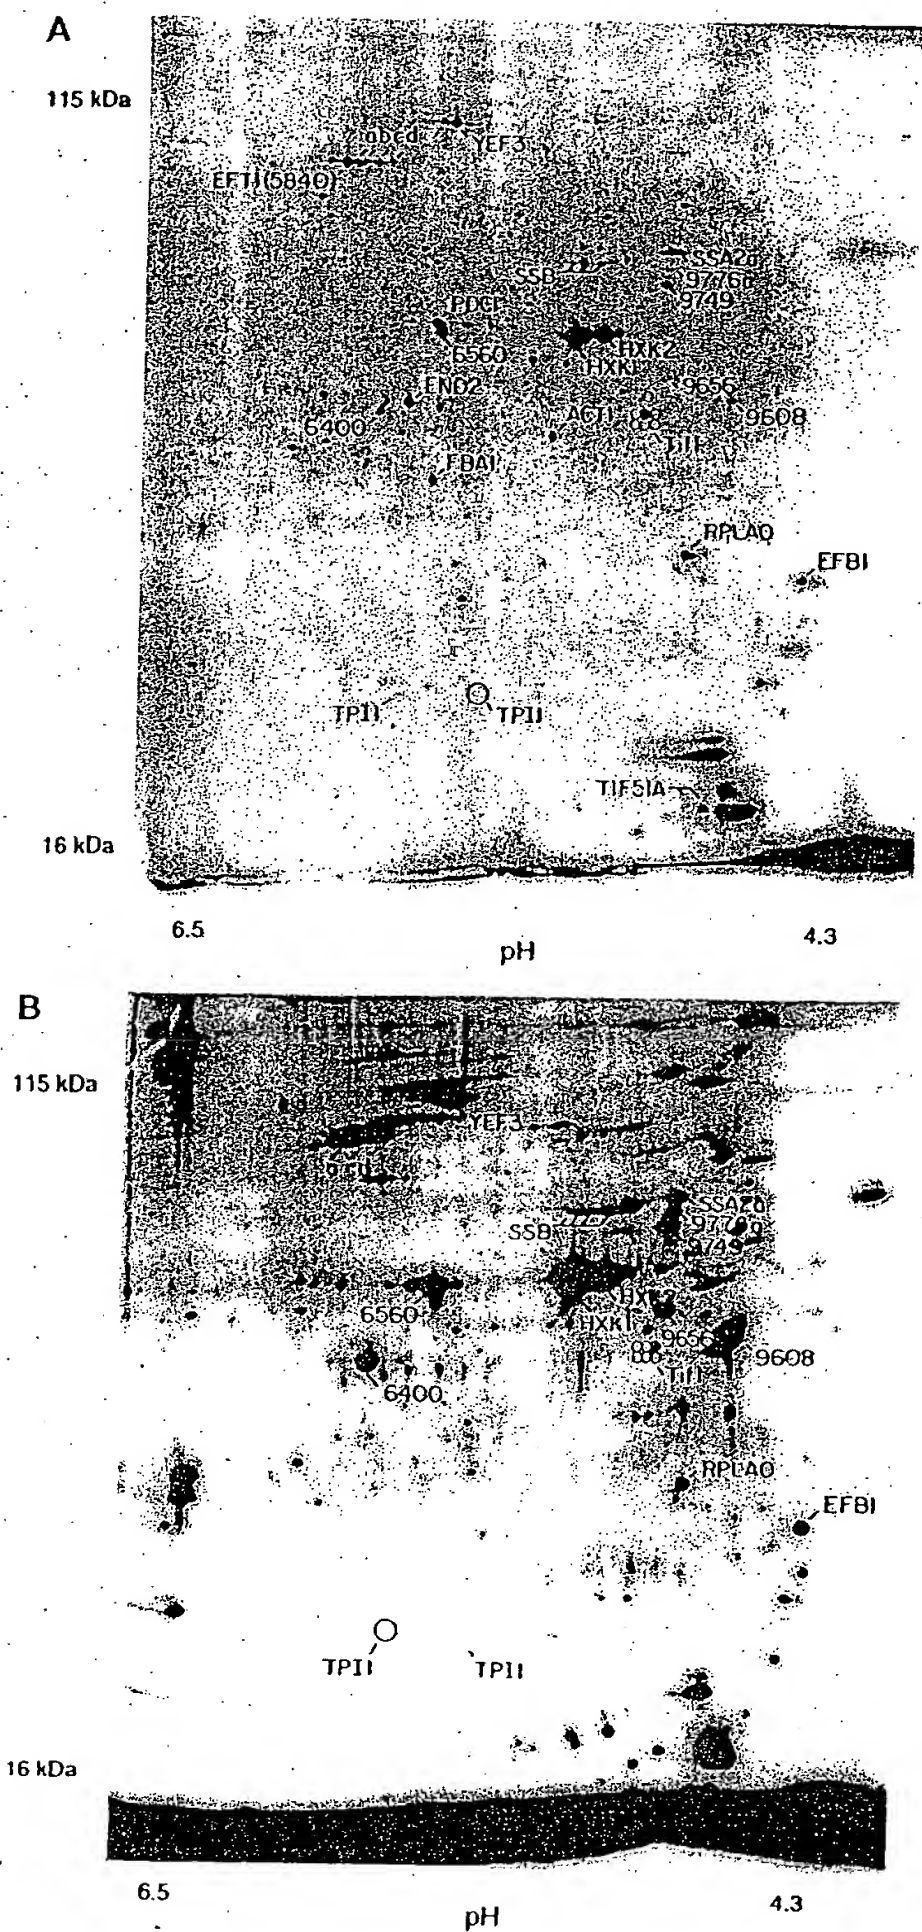 A
115 kDa
abcd
YEF3
EFT1(5840)
SSB
SSA2a
9776a
9749
PDC1
6560
HXK2
HXK1
ENO2
9656
6400
ACT1
9608
Tif1
FBA1
RPLA0
EFB1
TPI1
TPI1
TIF51A
16 kDa
6.5
4.3
pH
B
115 kDa
YEF3
SSA2a
9776a
SSB
9749
HXK2
6560
HXK1
9656
9608
6400
Tif1
RPLA0
EFB1
TPI1
TPI1
16 kDa
6.5
4.3
pH